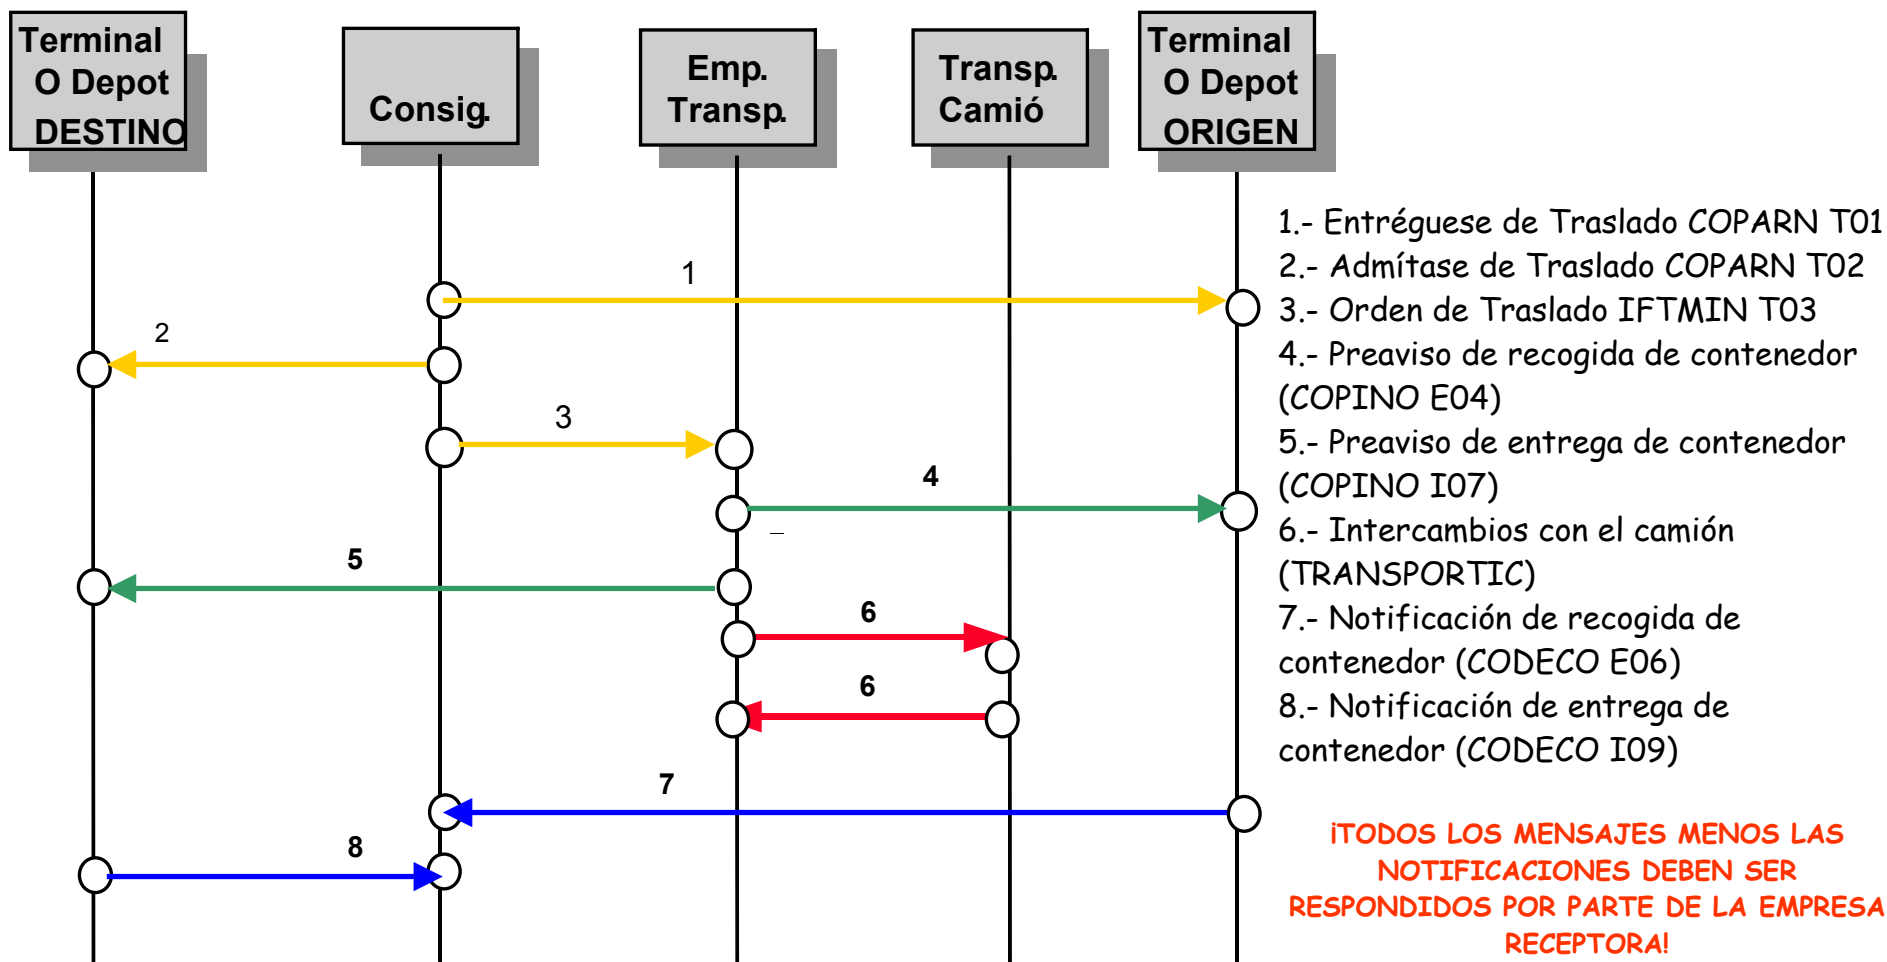 Terminal
O Depot
DESTINO
Consig.
Emp.
Transp.
Transp.
Camió
Terminal
O Depot
ORIGEN
1.- Entréguese de Traslado COPARN T01
2.- Admítase de Traslado COPARN T02
3.- Orden de Traslado IFTMIN T03
4.- Preaviso de recogida de contenedor
(COPINO E04)
5.- Preaviso de entrega de contenedor
(COPINO I07)
6.- Intercambios con el camión
(TRANSPORTIC)
7.- Notificación de recogida de
contenedor (CODECO E06)
8.- Notificación de entrega de
contenedor (CODECO I09)
1
2
3
4
5
6
6
7
8
¡TODOS LOS MENSAJES MENOS LAS
NOTIFICACIONES DEBEN SER
RESPONDIDOS POR PARTE DE LA EMPRESA
RECEPTORA!